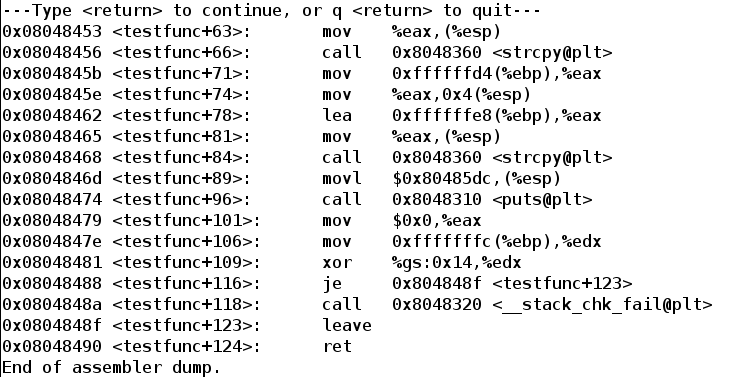 ---Type <return> to continue, or q <return> to quit---
0x08048453 <testfunc+63>: mov %eax,(%esp)
0x08048456 <testfunc+66>: call 0x8048360 <strcpy@plt>
0x0804845b <testfunc+71>: mov 0xffffffd4(%ebp),%eax
0x0804845e <testfunc+74>: mov %eax,0x4(%esp)
0x08048462 <testfunc+78>: lea 0xffffffe8(%ebp),%eax
0x08048465 <testfunc+81>: mov %eax,(%esp)
0x08048468 <testfunc+84>: call 0x8048360 <strcpy@plt>
0x0804846d <testfunc+89>: movl $0x80485dc,(%esp)
0x08048474 <testfunc+96>: call 0x8048310 <puts@plt>
0x08048479 <testfunc+101>: mov $0x0,%eax
0x0804847e <testfunc+106>: mov 0xfffffffc(%ebp),%edx
0x08048481 <testfunc+109>: xor %gs:0x14,%edx
0x08048488 <testfunc+116>: je 0x804848f <testfunc+123>
0x0804848a <testfunc+118>: call 0x8048320 <__stack_chk_fail@plt>
0x0804848f <testfunc+123>: leave
0x08048490 <testfunc+124>: ret
End of assembler dump.